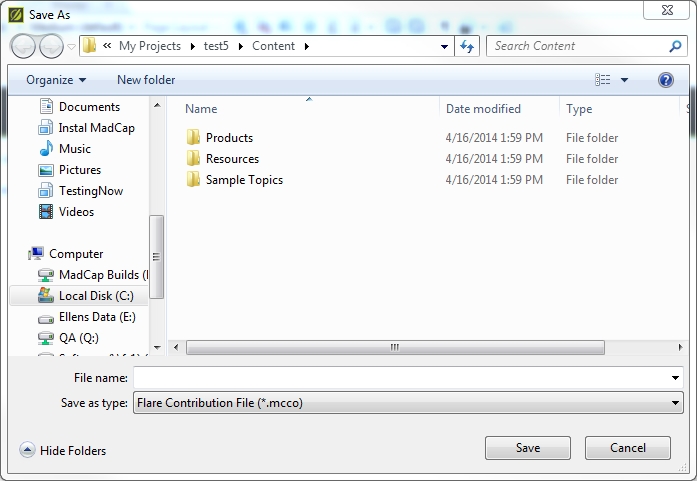 Save As
« My Projects ▸ test5 ▸ Content ▸
Search Content
Organize ▾ New folder
Documents
Instal MadCap
Music
Pictures
TestingNow
Videos
Computer
MadCap Builds (
Local Disk (C:)
Ellens Data (E:)
QA (Q:)
Name Date modified Type
Products 4/16/2014 1:59 PM File folder
Resources 4/16/2014 1:59 PM File folder
Sample Topics 4/16/2014 1:59 PM File folder
File name:
Save as type: Flare Contribution File (*.mcco)
Hide Folders
Save Cancel